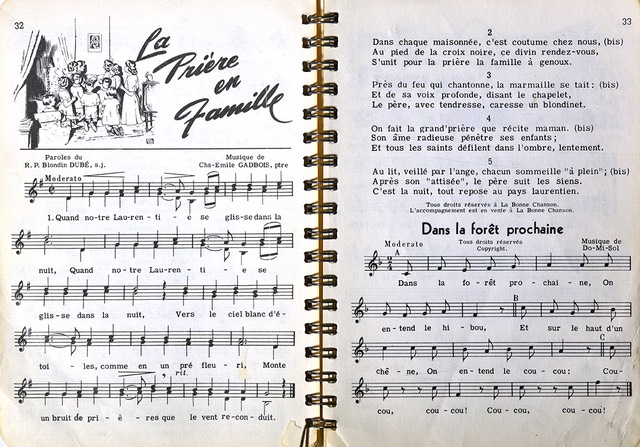 32
La
Prière
en
Famille
Paroles du
R. P. Blondin DUBÉ, s.j.
Musique de
Chs-Emile GADBOIS, ptre
Moderato
1. Quand no-tre Lau-ren - ti - e se glis-se dans la
nuit, Quand no-tre Lau-ren - ti - e se
glis-se dans la nuit, Vers le ciel blanc d'é-
toi - les, comme en un pré fleu - ri, Monte
rit.
un bruit de pri - è - res que le vent re-con - duit.
33
2
Dans chaque maisonnée, c'est coutume chez nous, (bis)
Au pied de la croix noire, ce divin rendez-vous,
S'unit pour la prière la famille à genoux.
3
Près du feu qui chantonne, la marmaille se tait : (bis)
Et de sa voix profonde, disant le chapelet,
Le père, avec tendresse, caresse un blondinet.
4
On fait la grand'prière que récite maman. (bis)
Son âme radieuse pénètre ses enfants ;
Et tous les saints défilent dans l'ombre, lentement.
5
Au lit, veillé par l'ange, chacun sommeille "à plein"; (bis)
Après son "attisée", le père suit les siens.
C'est la nuit, tout repose au pays laurentien.
Tous droits réservés à La Bonne Chanson.
L'accompagnement est en vente à La Bonne Chanson.
Dans la forêt prochaine
Moderato
Tous droits réservés
Copyright.
Musique de
Do-Mi-Sol
A
2
4
Dans la fo - rêt pro - chai - ne, On
B
en - tend le hi - bou, Et sur le haut d'un
C
chê - ne, On en - tend le cou - cou : Cou-
cou, cou - cou! Cou - cou, cou - cou!